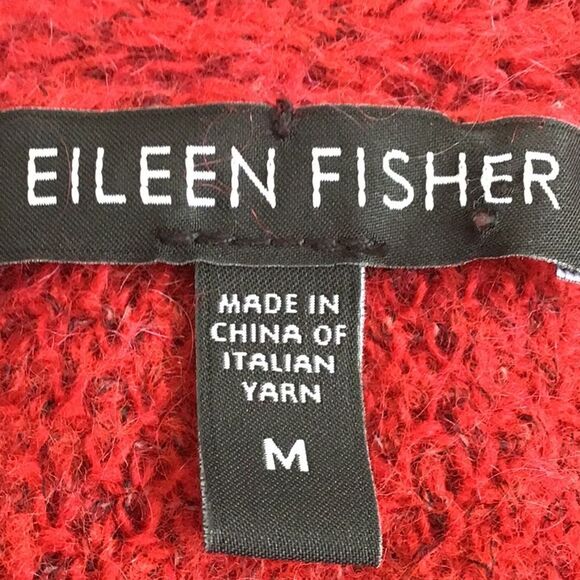 EILEEN FISHER
MADE IN
CHINA OF
ITALIAN
YARN
M